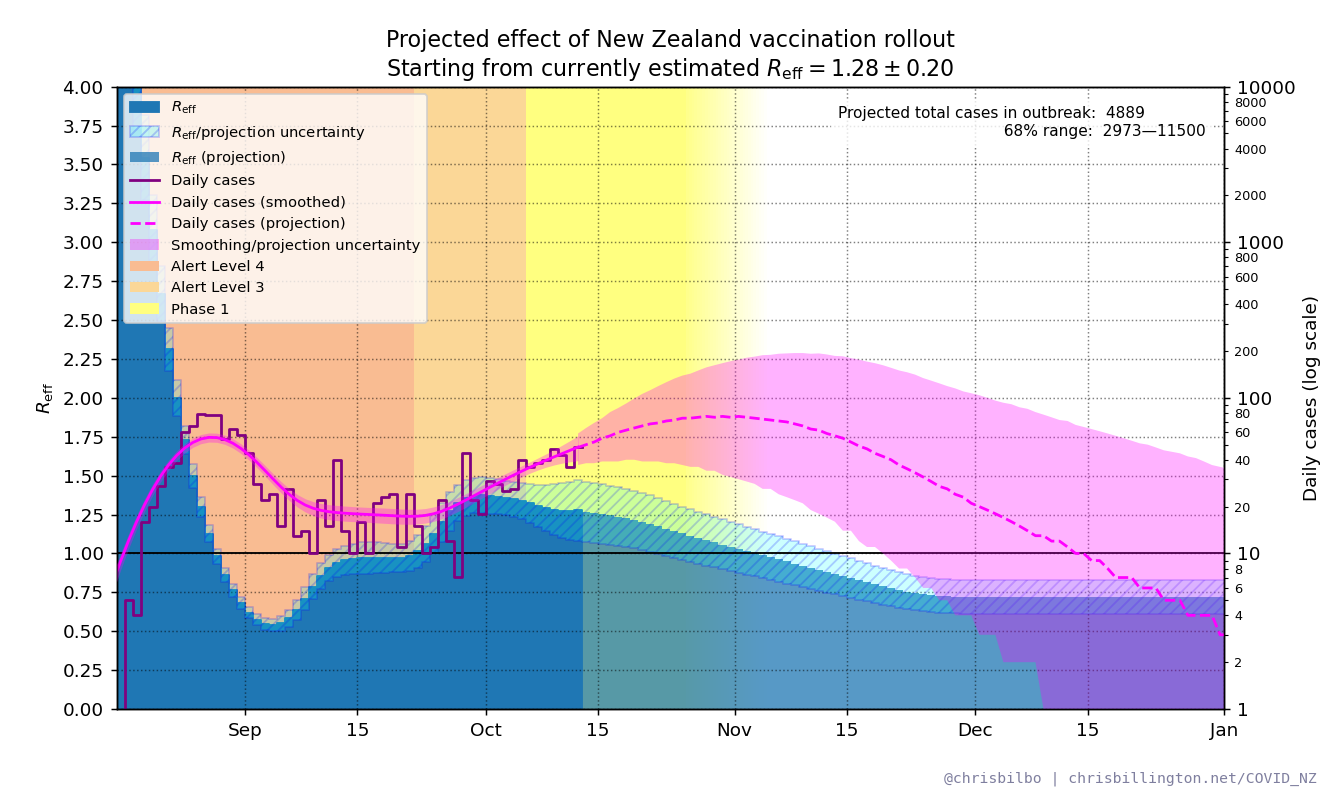 Projected effect of New Zealand vaccination rollout
Starting from currently estimated R_eff = 1.28 ± 0.20
Projected total cases in outbreak: 4889
68% range: 2973—11500
R_eff
R_eff/projection uncertainty
R_eff (projection)
Daily cases
Daily cases (smoothed)
Daily cases (projection)
Smoothing/projection uncertainty
Alert Level 4
Alert Level 3
Phase 1
R_eff
4.00
3.75
3.50
3.25
3.00
2.75
2.50
2.25
2.00
1.75
1.50
1.25
1.00
0.75
0.50
0.25
0.00
10000
8000
6000
4000
2000
1000
800
600
400
200
100
80
60
40
20
10
8
6
4
2
1
Daily cases (log scale)
Sep 15 Oct 15 Nov 15 Dec 15 Jan
@chrisbilbo | chrisbillington.net/COVID_NZ